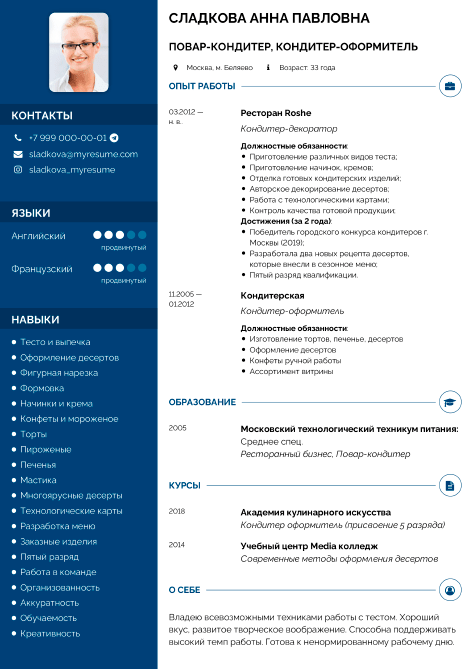 СЛАДКОВА АННА ПАВЛОВНА
ПОВАР-КОНДИТЕР, КОНДИТЕР-ОФОРМИТЕЛЬ
Москва, м. Беляево Возраст: 33 года
КОНТАКТЫ
+7 999 000-00-01
sladkova@myresume.com
sladkova_myresume
ЯЗЫКИ
Английский
продвинутый
Французский
продвинутый
НАВЫКИ
Тесто и выпечка
Оформление десертов
Фигурная нарезка
Формовка
Начинки и крема
Конфеты и мороженое
Торты
Пироженые
Печенья
Мастика
Многоярусные десерты
Технологические карты
Разработка меню
Заказные изделия
Пятый разряд
Работа в команде
Организованность
Аккуратность
Обучаемость
Креативность
ОПЫТ РАБОТЫ
03.2012 —
н. в.
Ресторан Roshe
Кондитер-декоратор
Должностные обязанности:
Приготовление различных видов теста;
Приготовление начинок, кремов;
Отделка готовых кондитерских изделий;
Авторское декорирование десертов;
Работа с технологическими картами;
Контроль качества готовой продукции;
Достижения (за 2 года):
Победитель городского конкурса кондитеров г.
Москвы (2019);
Разработала два новых рецепта десертов,
которые внесли в сезонное меню;
Пятый разряд квалификации.
11.2005 —
01.2012
Кондитерская
Кондитер-оформитель
Должностные обязанности:
Изготовление тортов, печенье, десертов
Оформление десертов
Конфеты ручной работы
Ассортимент витрины
ОБРАЗОВАНИЕ
2005
Московский технологический техникум питания:
Среднее спец.
Ресторанный бизнес, Повар-кондитер
КУРСЫ
2018
Академия кулинарного искусства
Кондитер оформитель (присвоение 5 разряда)
2014
Учебный центр Media колледж
Современные методы оформления десертов
О СЕБЕ
Владею всевозможными техниками работы с тестом. Хороший
вкус, развитое творческое воображение. Способна поддерживать
высокий темп работы. Готова к ненормированному рабочему дню.